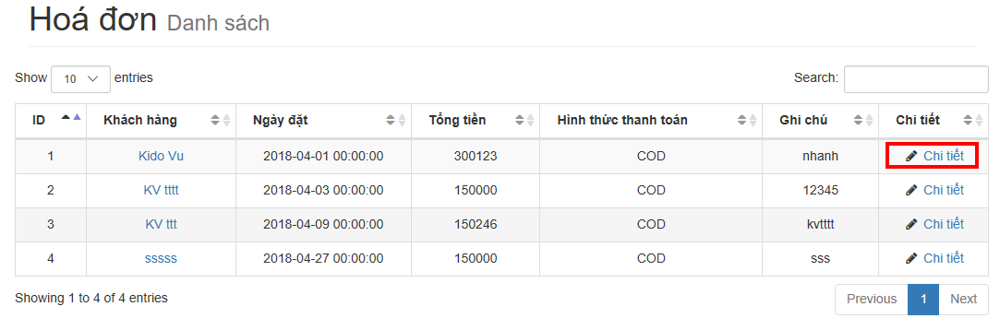 Hoá đơn Danh sách
Show 10 entries Search:
ID Khách hàng Ngày đặt Tổng tiền Hình thức thanh toán Ghi chú Chi tiết
1 Kido Vu 2018-04-01 00:00:00 300123 COD nhanh Chi tiết
2 KV tttt 2018-04-03 00:00:00 150000 COD 12345 Chi tiết
3 KV ttt 2018-04-09 00:00:00 150246 COD kvtttt Chi tiết
4 sssss 2018-04-27 00:00:00 150000 COD sss Chi tiết
Showing 1 to 4 of 4 entries Previous 1 Next